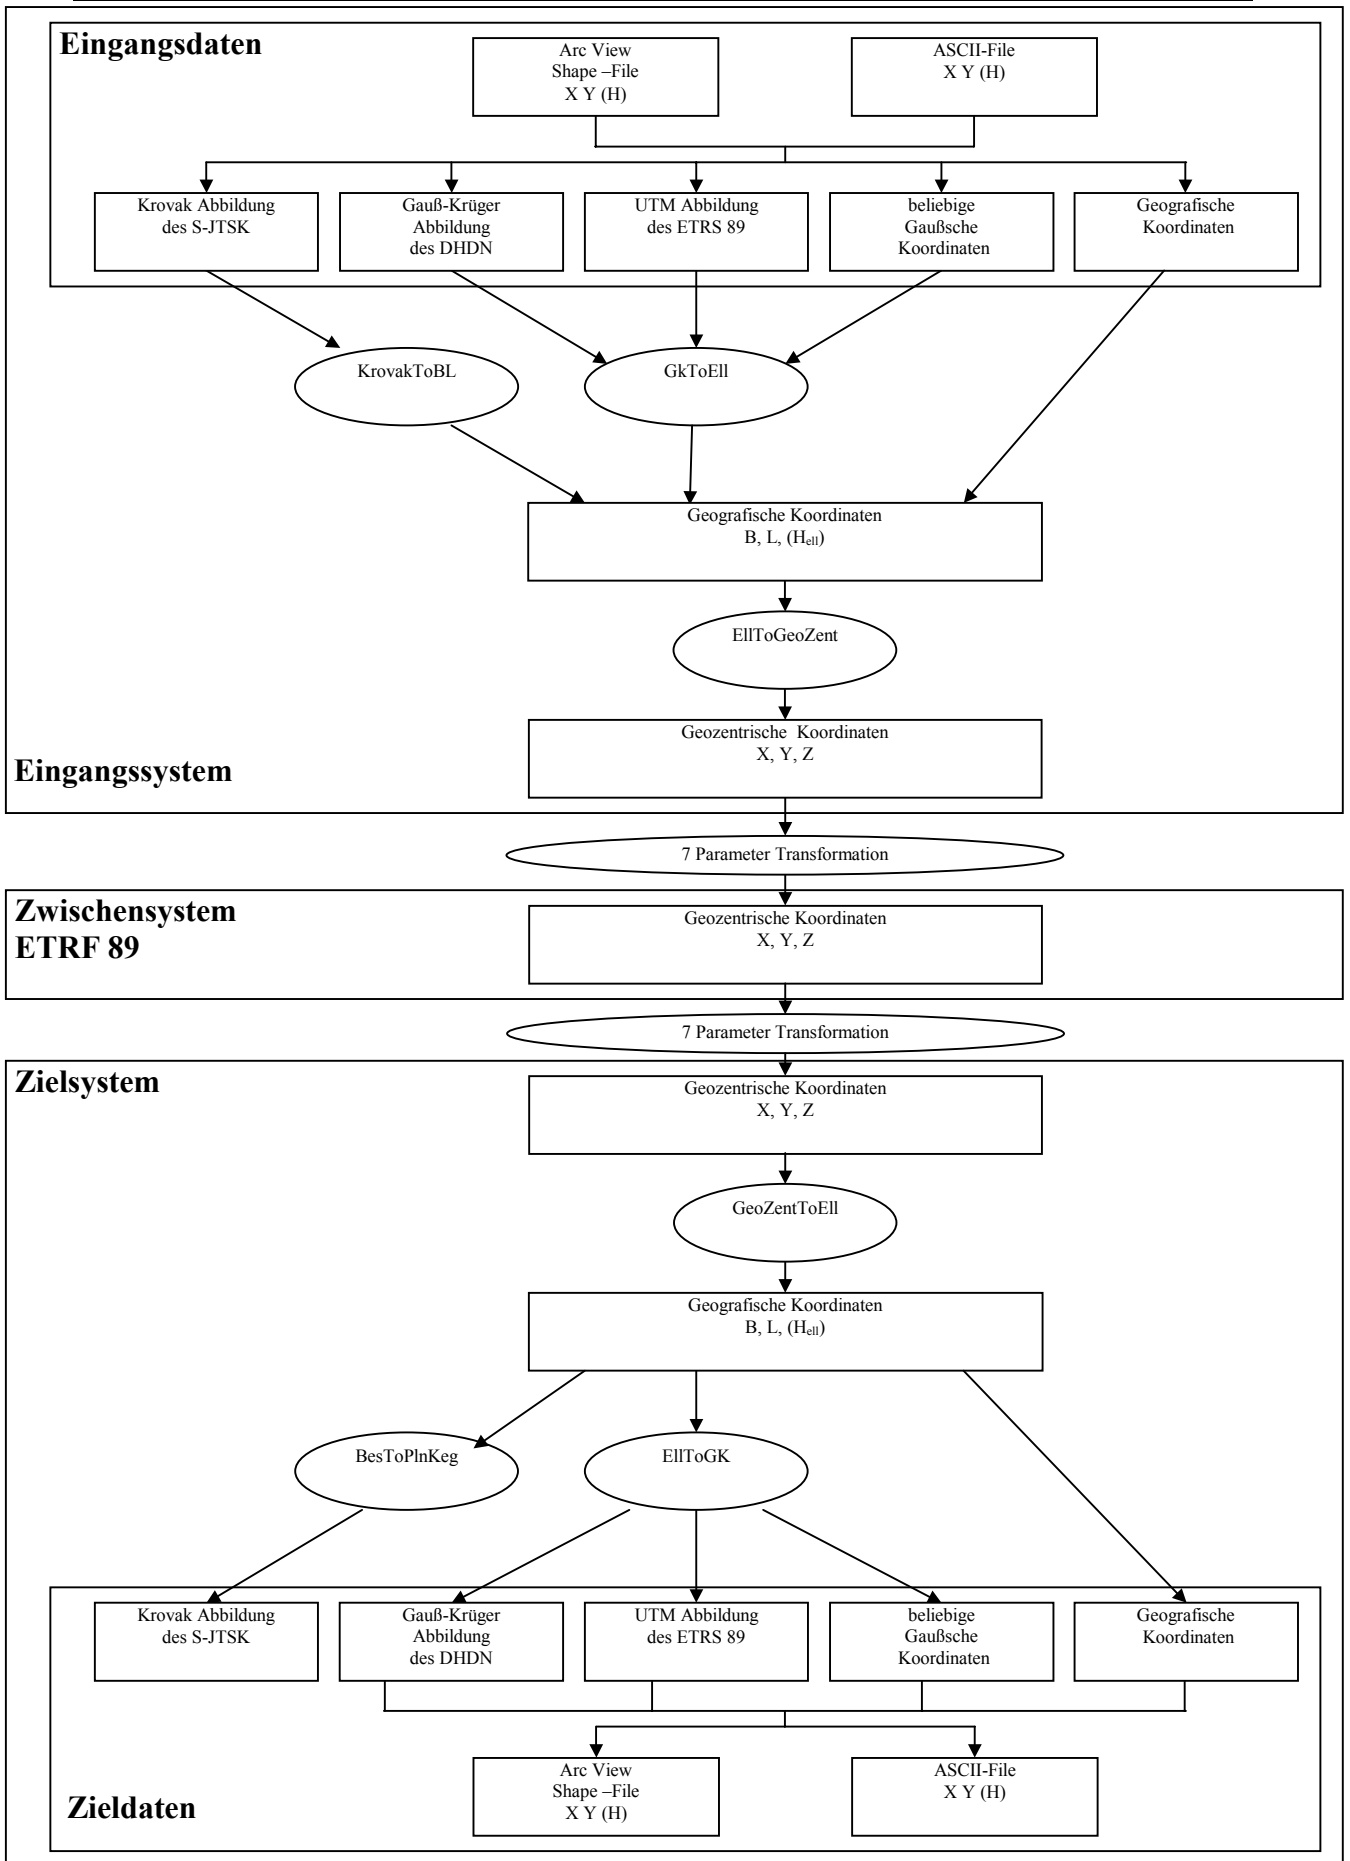 Eingangsdaten
Arc View
Shape –File
X Y (H)
ASCII-File
X Y (H)
Krovak Abbildung
des S-JTSK
Gauß-Krüger
Abbildung
des DHDN
UTM Abbildung
des ETRS 89
beliebige
Gaußsche
Koordinaten
Geografische
Koordinaten
KrovakToBL
GkToEll
Geografische Koordinaten
B, L, (Hell)
EllToGeoZent
Geozentrische Koordinaten
X, Y, Z
Eingangssystem
7 Parameter Transformation
Zwischensystem
ETRF 89
Geozentrische Koordinaten
X, Y, Z
7 Parameter Transformation
Zielsystem
Geozentrische Koordinaten
X, Y, Z
GeoZentToEll
Geografische Koordinaten
B, L, (Hell)
BesToPlnKeg
EllToGK
Krovak Abbildung
des S-JTSK
Gauß-Krüger
Abbildung
des DHDN
UTM Abbildung
des ETRS 89
beliebige
Gaußsche
Koordinaten
Geografische
Koordinaten
Arc View
Shape –File
X Y (H)
ASCII-File
X Y (H)
Zieldaten